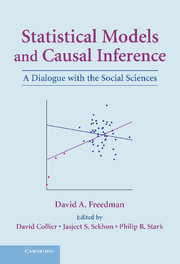 Statistical Models
and Causal Inference
A Dialogue with the Social Sciences
David A. Freedman
Edited by
David Collier • Jasjeet S. Sekhon • Philip B. Stark
CAMBRIDGE